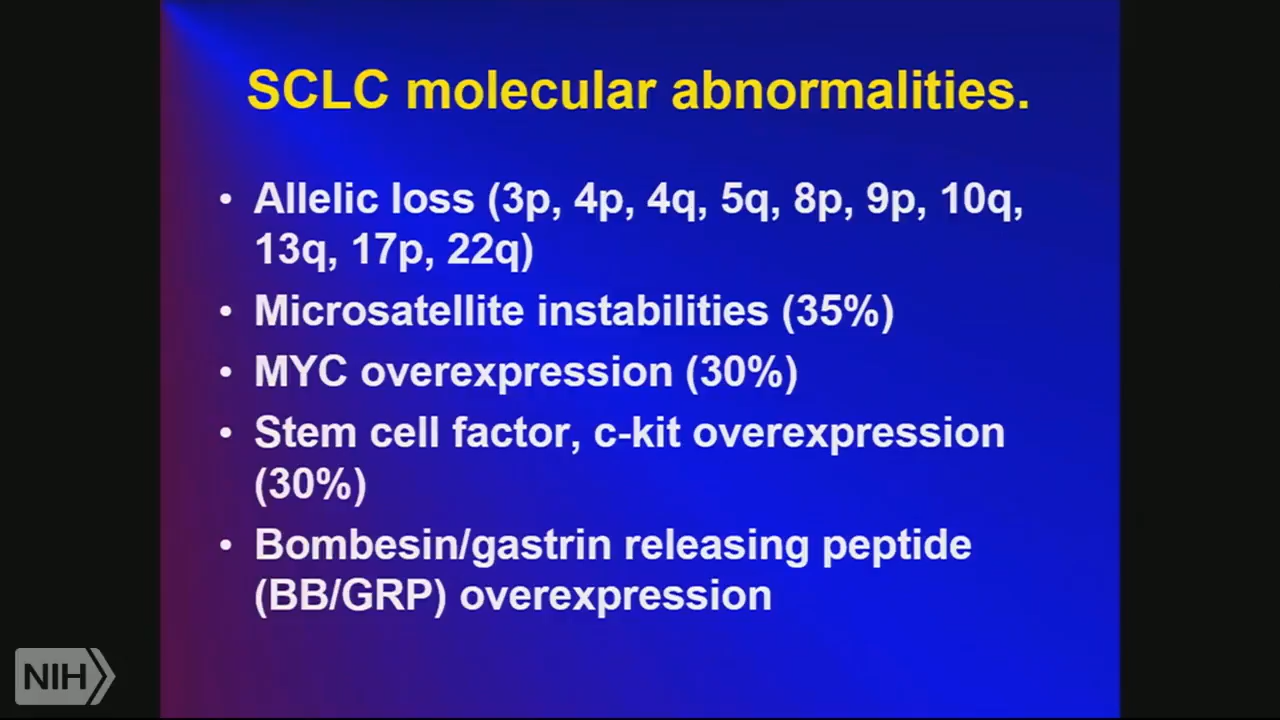 SCLC molecular abnormalities.
• Allelic loss (3p, 4p, 4q, 5q, 8p, 9p, 10q,
13q, 17p, 22q)
• Microsatellite instabilities (35%)
• MYC overexpression (30%)
• Stem cell factor, c-kit overexpression
(30%)
• Bombesin/gastrin releasing peptide
(BB/GRP) overexpression
NIH